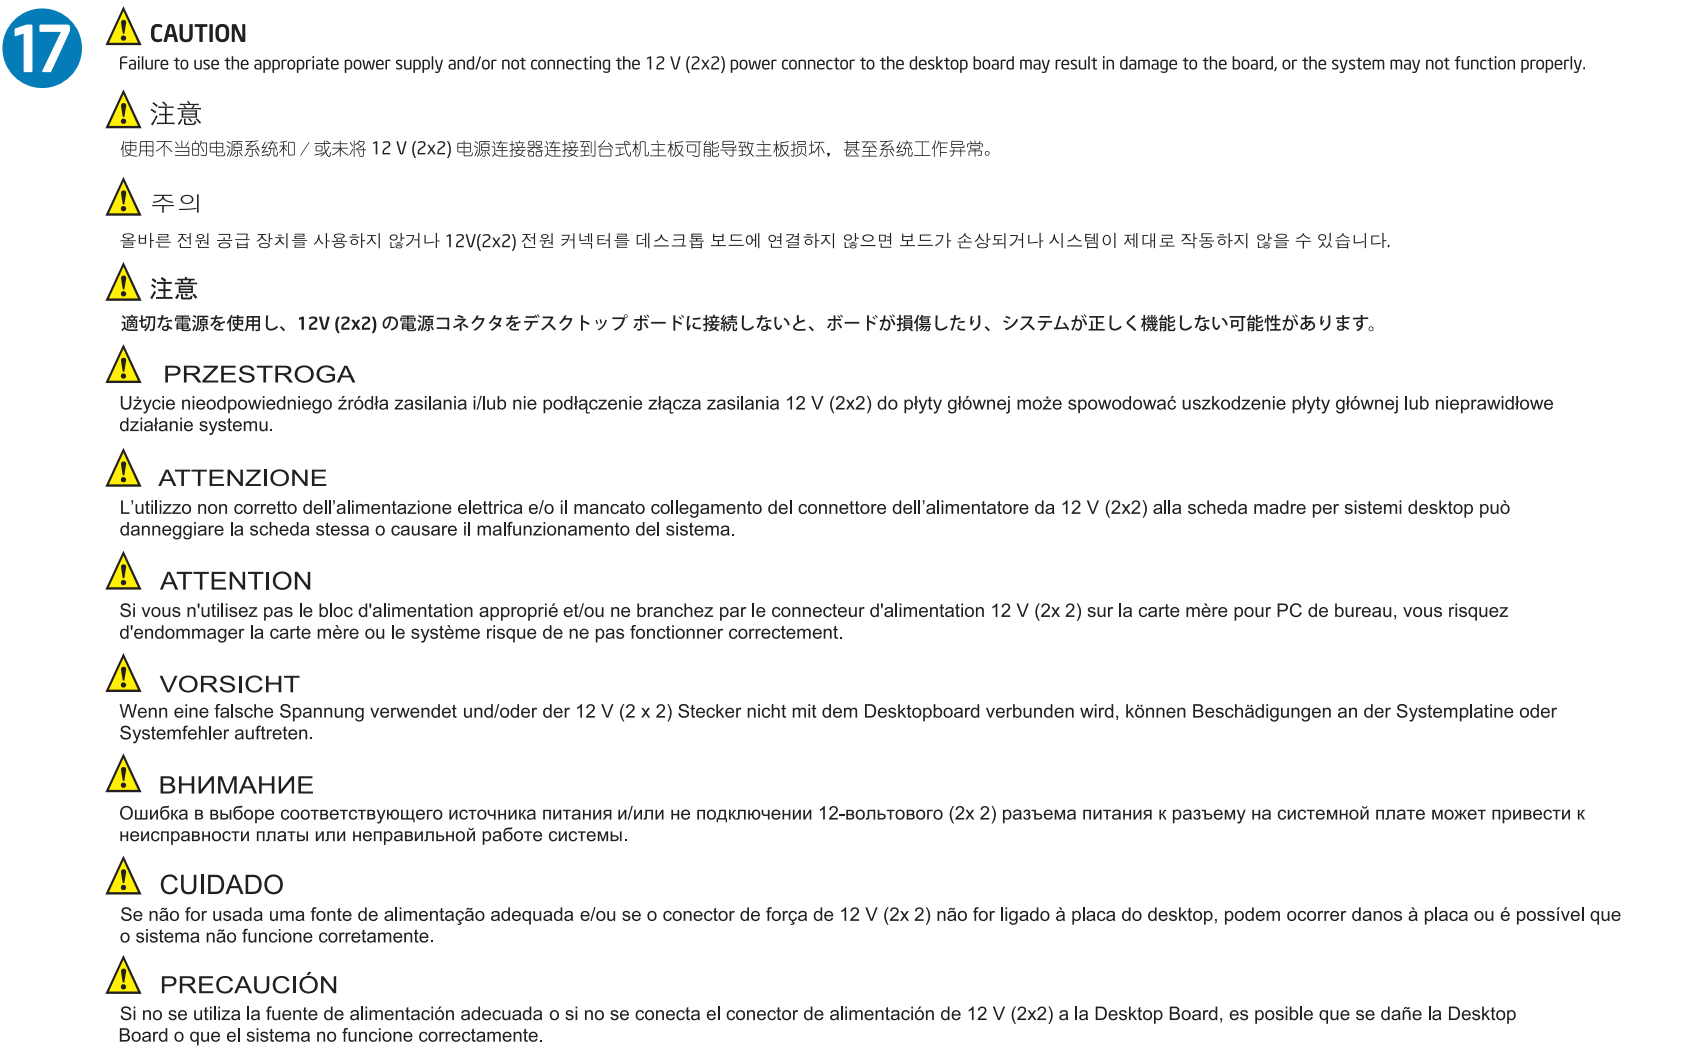 17
CAUTION
Failure to use the appropriate power supply and/or not connecting the 12 V (2x2) power connector to the desktop board may result in damage to the board, or the system may not function properly.
注意
使用不当的电源系统和 / 或未将 12 V (2x2) 电源连接器连接到台式机主板可能导致主板损坏，甚至系统工作异常。
주의
올바른 전원 공급 장치를 사용하지 않거나 12V(2x2) 전원 커넥터를 데스크톱 보드에 연결하지 않으면 보드가 손상되거나 시스템이 제대로 작동하지 않을 수 있습니다.
注意
適切な電源を使用し、12V (2x2) の電源コネクタをデスクトップ ボードに接続しないと、ボードが損傷したり、システムが正しく機能しない可能性があります。
PRZESTROGA
Użycie nieodpowiedniego źródła zasilania i/lub nie podłączenie złącza zasilania 12 V (2x2) do płyty głównej może spowodować uszkodzenie płyty głównej lub nieprawidłowe
działanie systemu.
ATTENZIONE
L'utilizzo non corretto dell'alimentazione elettrica e/o il mancato collegamento del connettore dell'alimentatore da 12 V (2x2) alla scheda madre per sistemi desktop può
danneggiare la scheda stessa o causare il malfunzionamento del sistema.
ATTENTION
Si vous n'utilisez pas le bloc d'alimentation approprié et/ou ne branchez par le connecteur d'alimentation 12 V (2x 2) sur la carte mère pour PC de bureau, vous risquez
d'endommager la carte mère ou le système risque de ne pas fonctionner correctement.
VORSICHT
Wenn eine falsche Spannung verwendet und/oder der 12 V (2 x 2) Stecker nicht mit dem Desktopboard verbunden wird, können Beschädigungen an der Systemplatine oder
Systemfehler auftreten.
ВНИМАНИЕ
Ошибка в выборе соответствующего источника питания и/или не подключении 12-вольтового (2x 2) разъема питания к разъему на системной плате может привести к
неисправности платы или неправильной работе системы.
CUIDADO
Se não for usada uma fonte de alimentação adequada e/ou se o conector de força de 12 V (2x 2) não for ligado à placa do desktop, podem ocorrer danos à placa ou é possível que
o sistema não funcione corretamente.
PRECAUCIÓN
Si no se utiliza la fuente de alimentación adecuada o si no se conecta el conector de alimentación de 12 V (2x2) a la Desktop Board, es posible que se dañe la Desktop
Board o que el sistema no funcione correctamente.